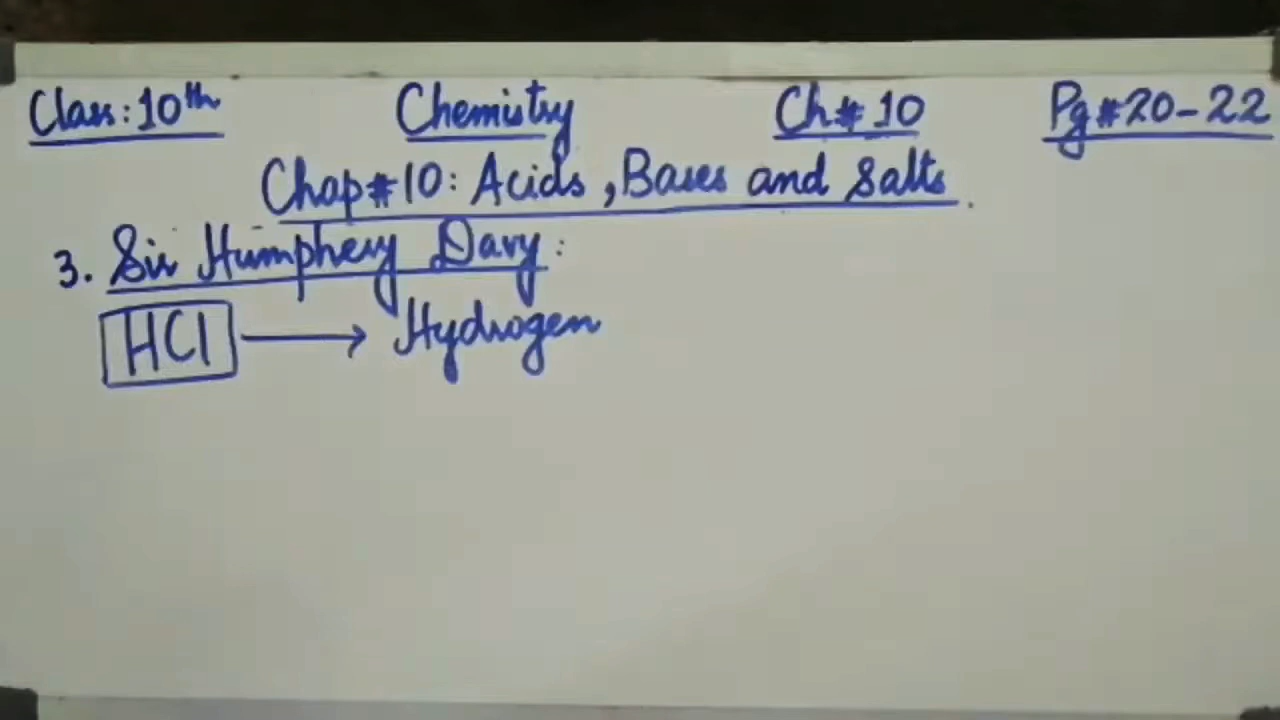 Class: 10th Chemistry Ch# 10 Pg#20-22
Chap#10: Acids, Bases and Salts.
3. Sir Humphery Davy:
HCl → Hydrogen